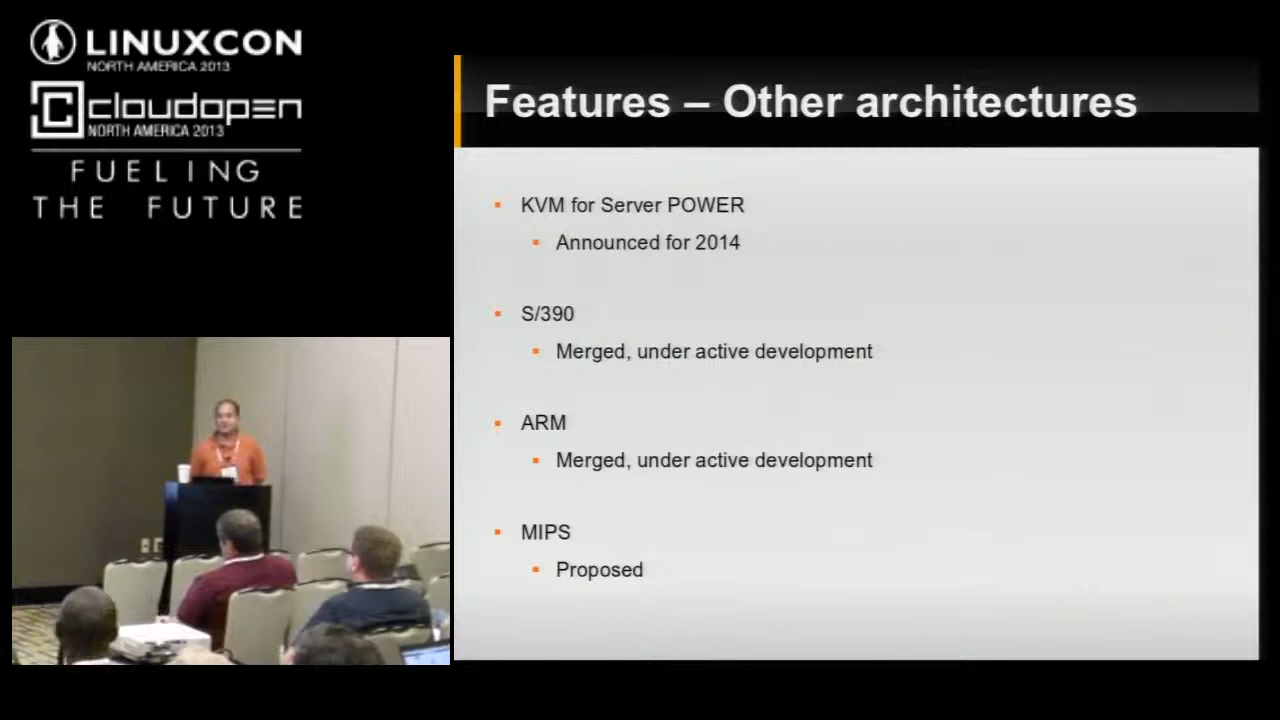 LINUXCON
NORTH AMERICA 2013
cloudopen
NORTH AMERICA 2013
FUELING
THE FUTURE
Features – Other architectures
KVM for Server POWER
Announced for 2014
S/390
Merged, under active development
ARM
Merged, under active development
MIPS
Proposed